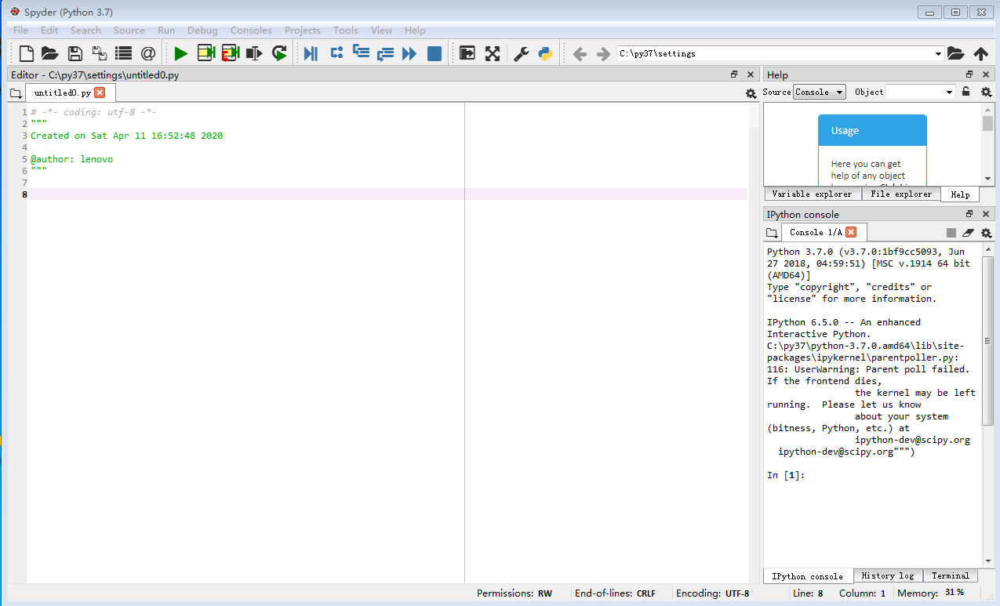 Spyder (Python 3.7)
File Edit Search Source Run Debug Consoles Projects Tools View Help
C:\py37\settings
Editor - C:\py37\settings\untitled0.py
untitled0.py
1 # -*- coding: utf-8 -*-
2 """
3 Created on Sat Apr 11 16:52:48 2020
4
5 @author: lenovo
6 """
7
8
Help
Source Console Object
Usage
Here you can get
help of any object
Variable explorer File explorer Help
IPython console
Console 1/A
Python 3.7.0 (v3.7.0:1bf9cc5093, Jun
27 2018, 04:59:51) [MSC v.1914 64 bit
(AMD64)]
Type "copyright", "credits" or
"license" for more information.
IPython 6.5.0 -- An enhanced
Interactive Python.
C:\py37\python-3.7.0.amd64\lib\site-
packages\ipykernel\parentpoller.py:
116: UserWarning: Parent poll failed.
If the frontend dies,
the kernel may be left
running.  Please let us know
about your system
(bitness, Python, etc.) at
ipython-dev@scipy.org
ipython-dev@scipy.org""")
In [1]:
IPython console History log Terminal
Permissions: RW End-of-lines: CRLF Encoding: UTF-8 Line: 8 Column: 1 Memory: 31 %